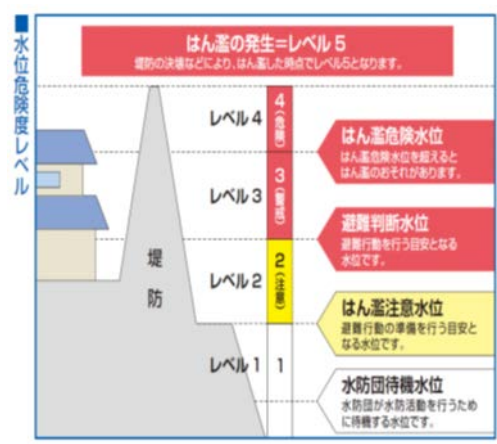 ■水位危険度レベル
はん濫の発生=レベル5
堤防の決壊などにより、はん濫した時点でレベル5となります。
レベル4
4(危険)
はん濫危険水位
はん濫危険水位を超えると
はん濫のおそれがあります。
レベル3
3(警戒)
避難判断水位
避難行動を行う目安となる
水位です。
堤防
レベル2
2(注意)
はん濫注意水位
避難行動の準備を行う目安と
なる水位です。
レベル1
1
水防団待機水位
水防団が水防活動を行うため
に待機する水位です。